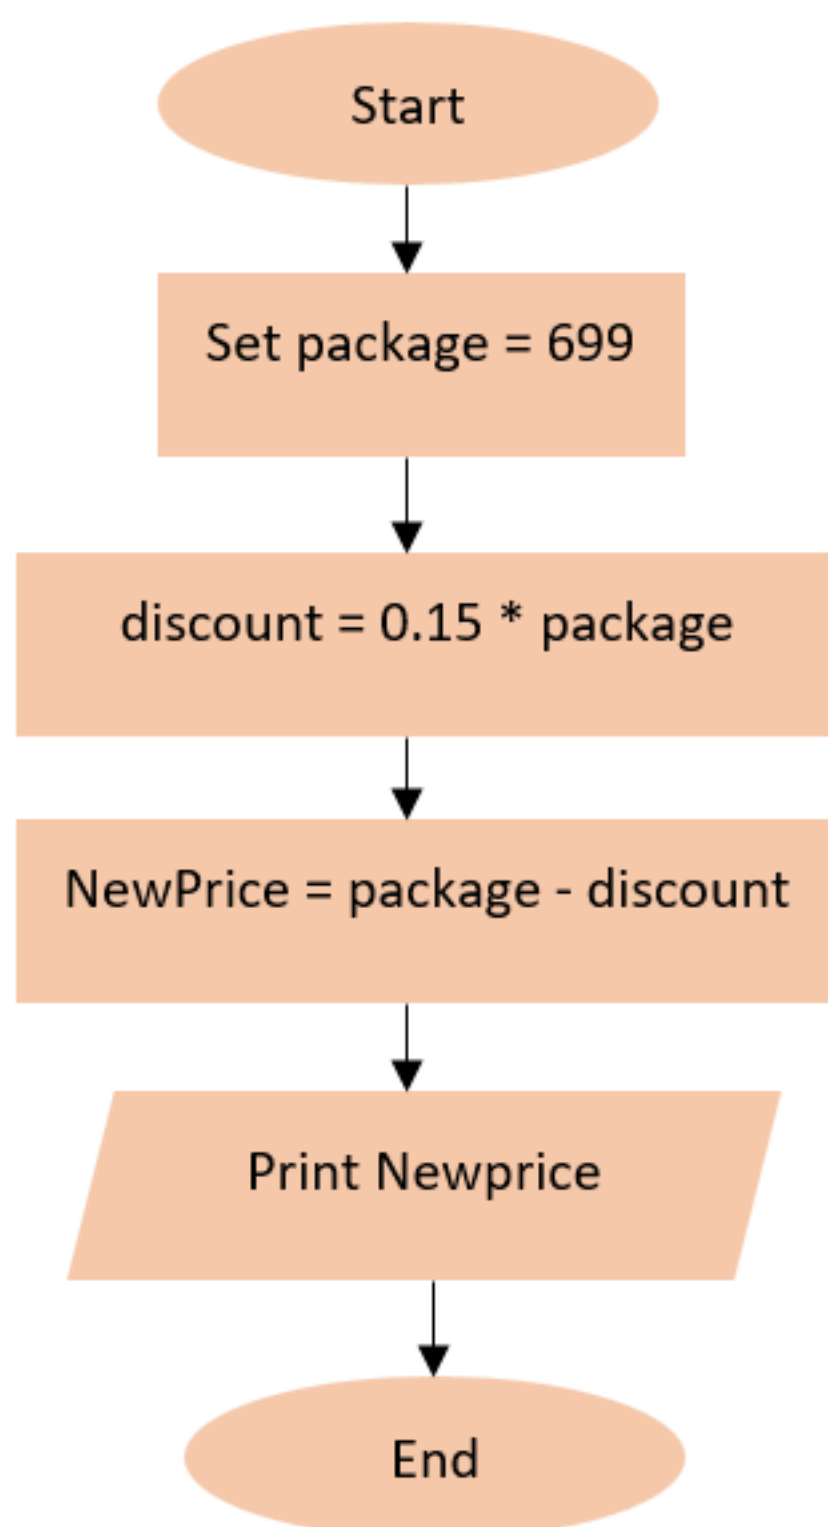 Start
Set package = 699
discount = 0.15 * package
NewPrice = package - discount
Print Newprice
End